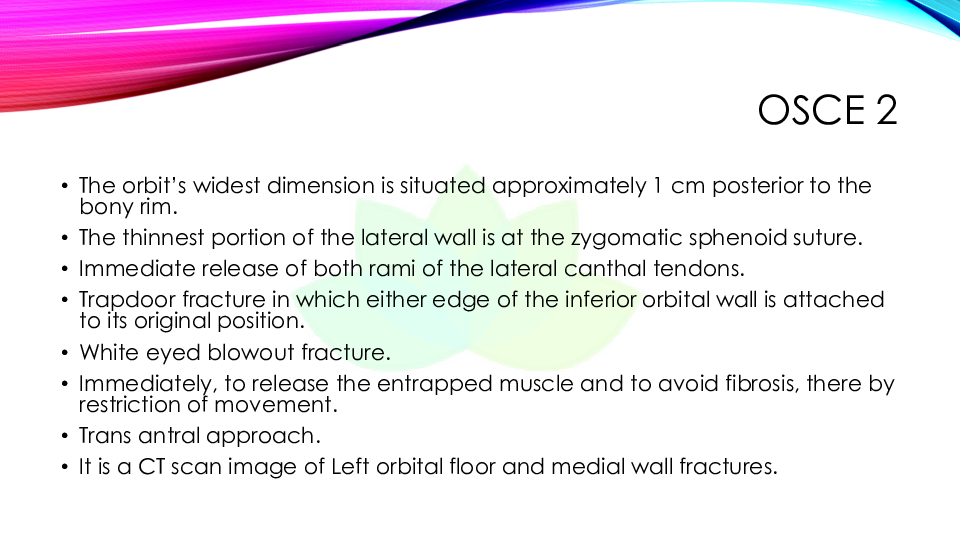 OSCE 2
• The orbit's widest dimension is situated approximately 1 cm posterior to the
bony rim.
• The thinnest portion of the lateral wall is at the zygomatic sphenoid suture.
• Immediate release of both rami of the lateral canthal tendons.
• Trapdoor fracture in which either edge of the inferior orbital wall is attached
to its original position.
• White eyed blowout fracture.
• Immediately, to release the entrapped muscle and to avoid fibrosis, there by
restriction of movement.
• Trans antral approach.
• It is a CT scan image of Left orbital floor and medial wall fractures.